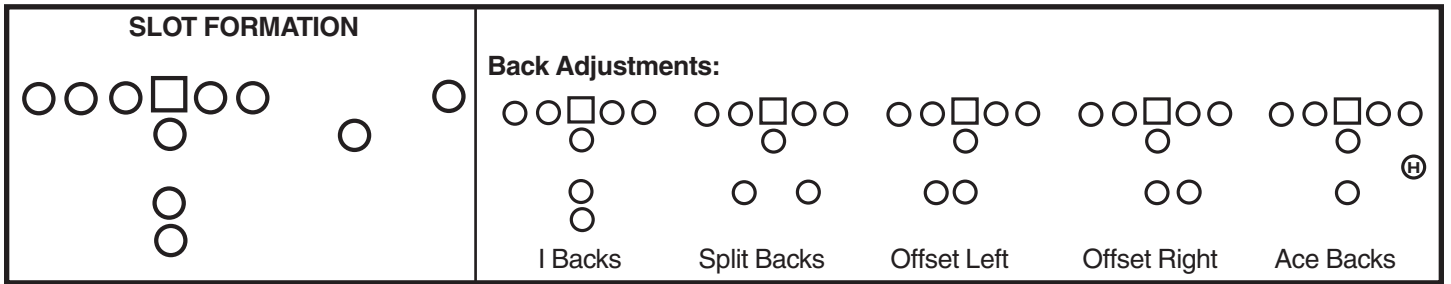 SLOT FORMATION
Back Adjustments:
H
I Backs Split Backs Offset Left Offset Right Ace Backs